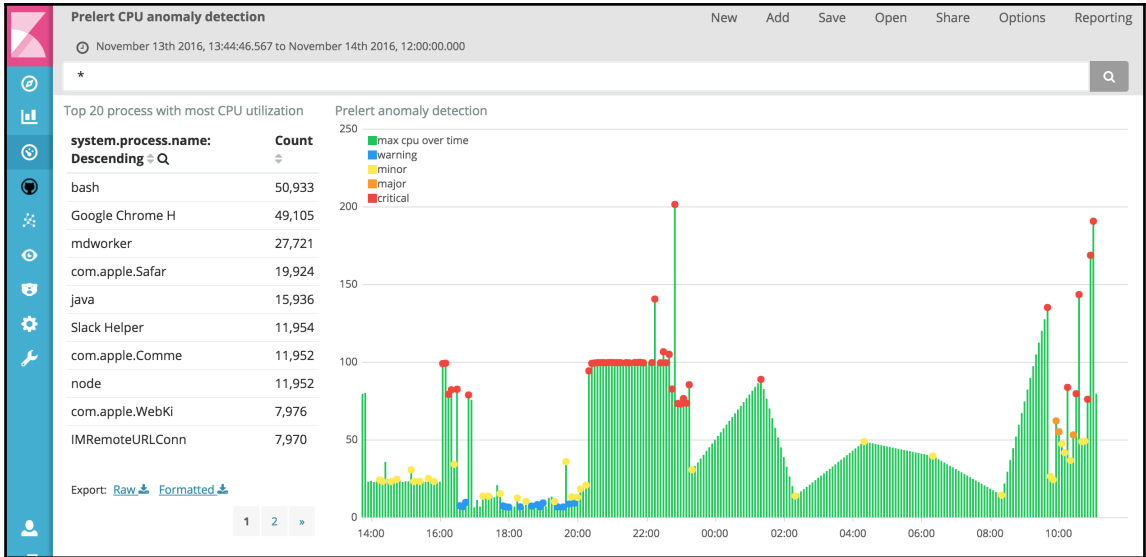 Prelert CPU anomaly detection
New Add Save Open Share Options Reporting
November 13th 2016, 13:44:46.567 to November 14th 2016, 12:00:00.000
*
Top 20 process with most CPU utilization
system.process.name: Descending Count
bash 50,933
Google Chrome H 49,105
mdworker 27,721
com.apple.Safar 19,924
java 15,936
Slack Helper 11,954
com.apple.Comme 11,952
node 11,952
com.apple.WebKi 7,976
IMRemoteURLConn 7,970
Export: Raw Formatted
1 2 »
Prelert anomaly detection
max cpu over time
warning
minor
major
critical
250
200
150
100
50
0
14:00 16:00 18:00 20:00 22:00 00:00 02:00 04:00 06:00 08:00 10:00